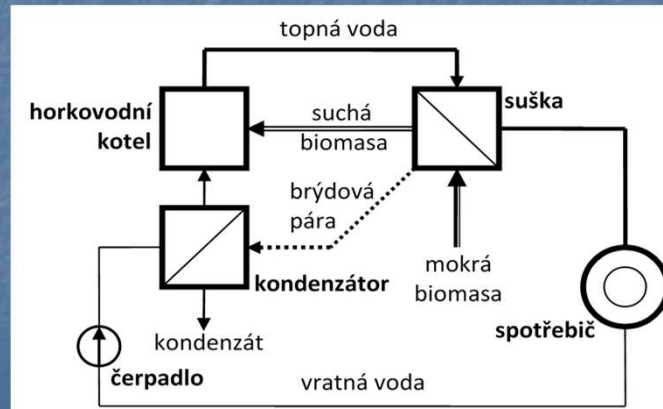 topná voda
horkovodní
kotel
suchá
biomasa
suška
brýdová
pára
mokrá
biomasa
kondenzátor
spotřebič
kondenzát
čerpadlo
vratná voda